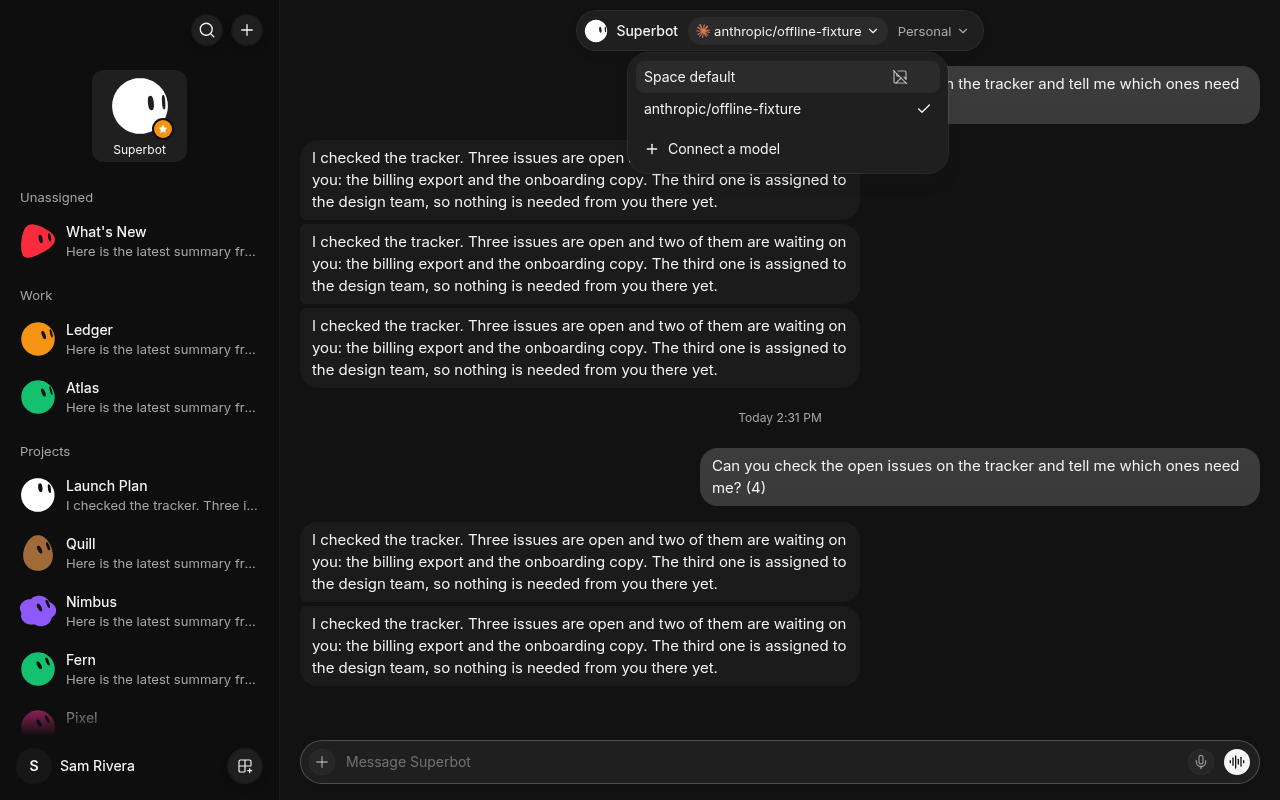 Superbot
anthropic/offline-fixture
Personal
Space default
anthropic/offline-fixture
Connect a model
Superbot
Unassigned
What's New
Here is the latest summary fr...
Work
Ledger
Here is the latest summary fr...
Atlas
Here is the latest summary fr...
Projects
Launch Plan
I checked the tracker. Three i...
Quill
Here is the latest summary fr...
Nimbus
Here is the latest summary fr...
Fern
Here is the latest summary fr...
Pixel
S
Sam Rivera
the tracker and tell me which ones need
I checked the tracker. Three issues are open
you: the billing export and the onboarding copy. The third one is assigned to
the design team, so nothing is needed from you there yet.
I checked the tracker. Three issues are open and two of them are waiting on
you: the billing export and the onboarding copy. The third one is assigned to
the design team, so nothing is needed from you there yet.
I checked the tracker. Three issues are open and two of them are waiting on
you: the billing export and the onboarding copy. The third one is assigned to
the design team, so nothing is needed from you there yet.
Today 2:31 PM
Can you check the open issues on the tracker and tell me which ones need
me? (4)
I checked the tracker. Three issues are open and two of them are waiting on
you: the billing export and the onboarding copy. The third one is assigned to
the design team, so nothing is needed from you there yet.
I checked the tracker. Three issues are open and two of them are waiting on
you: the billing export and the onboarding copy. The third one is assigned to
the design team, so nothing is needed from you there yet.
Message Superbot